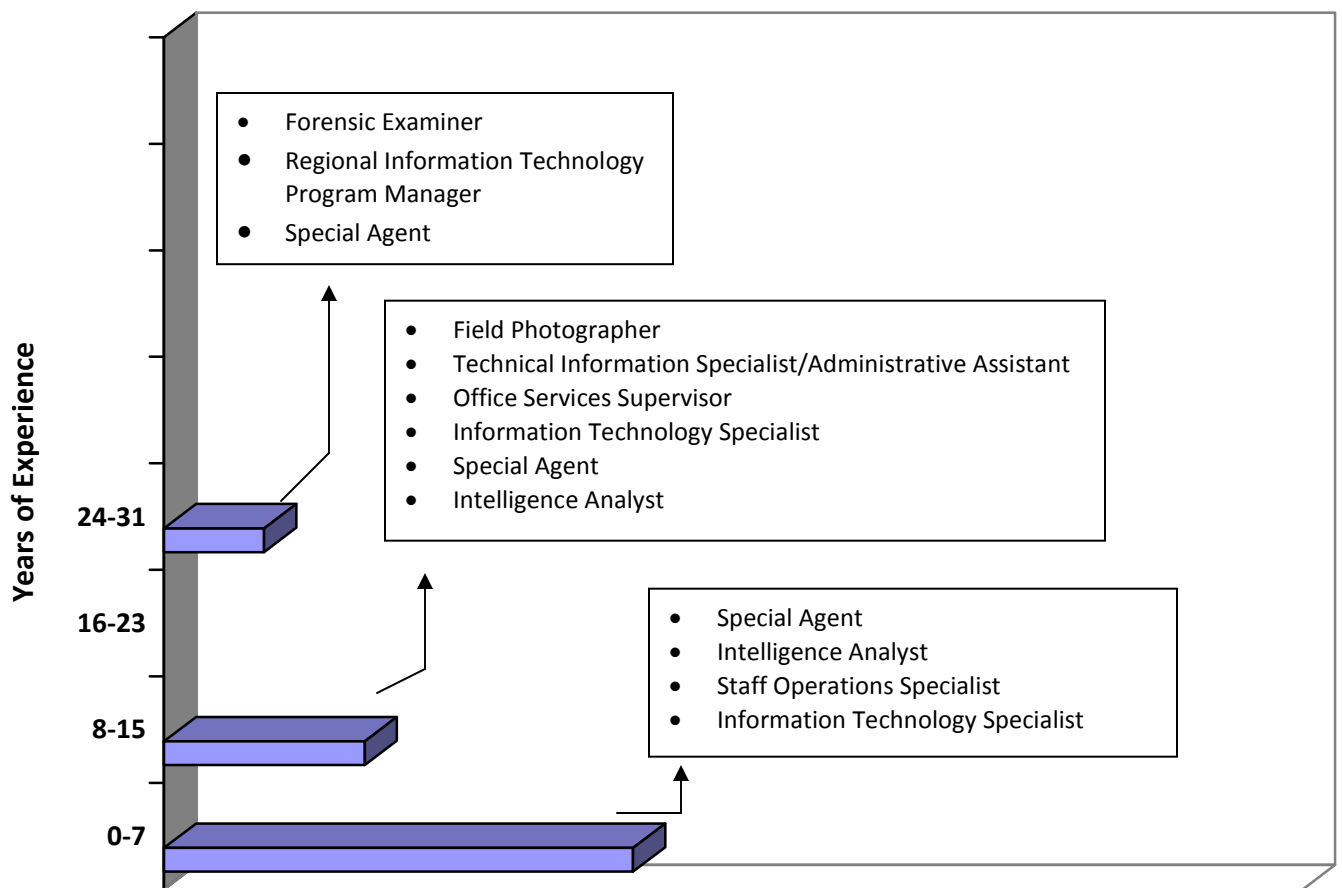 • Forensic Examiner
• Regional Information Technology
Program Manager
• Special Agent
• Field Photographer
• Technical Information Specialist/Administrative Assistant
• Office Services Supervisor
• Information Technology Specialist
• Special Agent
• Intelligence Analyst
• Special Agent
• Intelligence Analyst
• Staff Operations Specialist
• Information Technology Specialist
Years of Experience
24-31
16-23
8-15
0-7